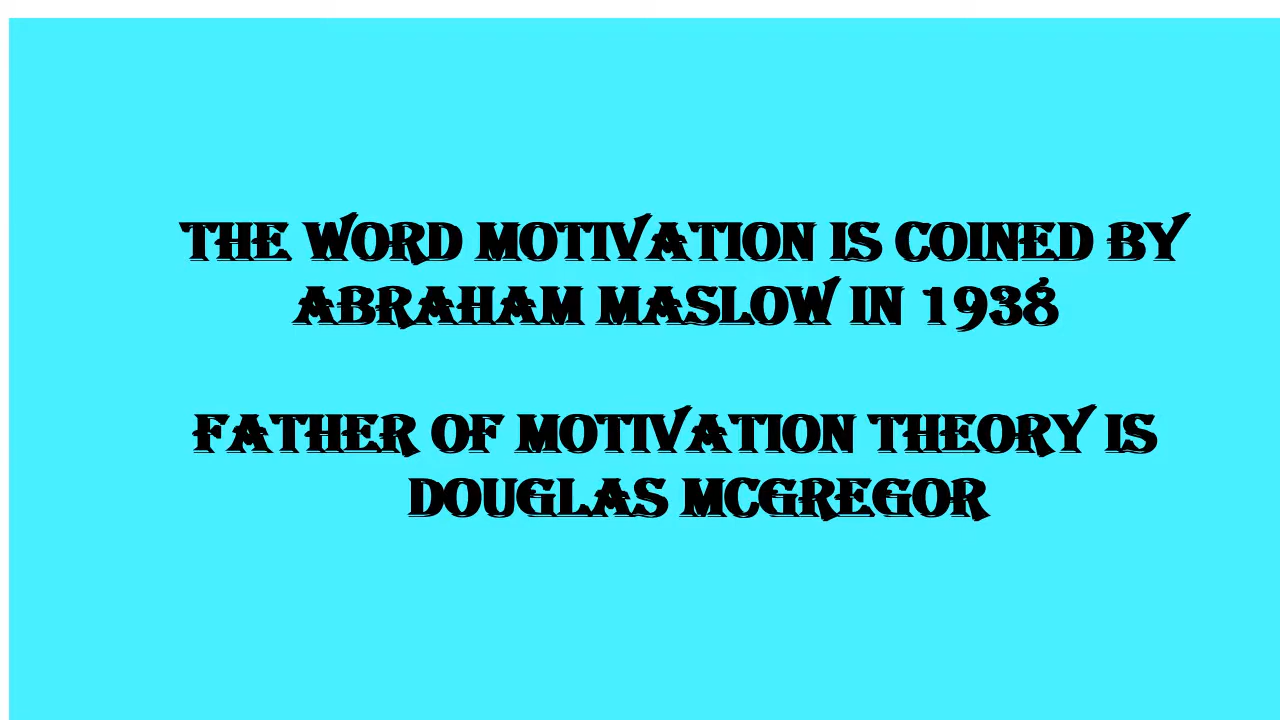 THE WORD MOTIVATION IS COINED BY
ABRAHAM MASLOW IN 1938
FATHER OF MOTIVATION THEORY IS
DOUGLAS MCGREGOR